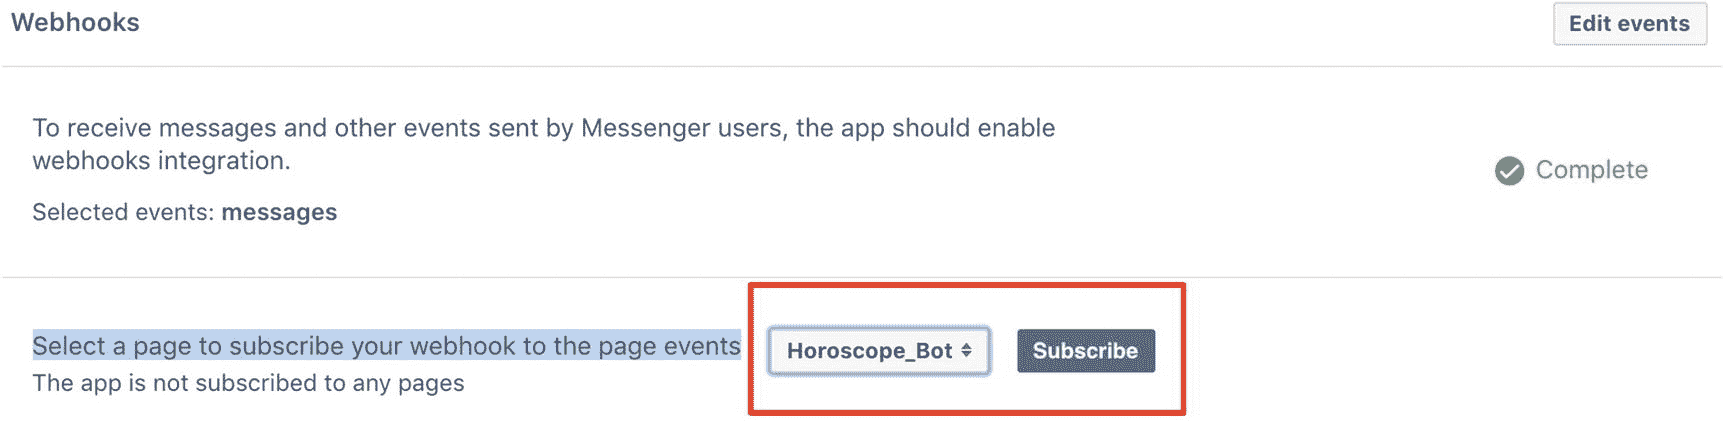 Webhooks
Edit events
To receive messages and other events sent by Messenger users, the app should enable
webhooks integration.
Complete
Selected events: messages
Select a page to subscribe your webhook to the page events
Horoscope_Bot
Subscribe
The app is not subscribed to any pages